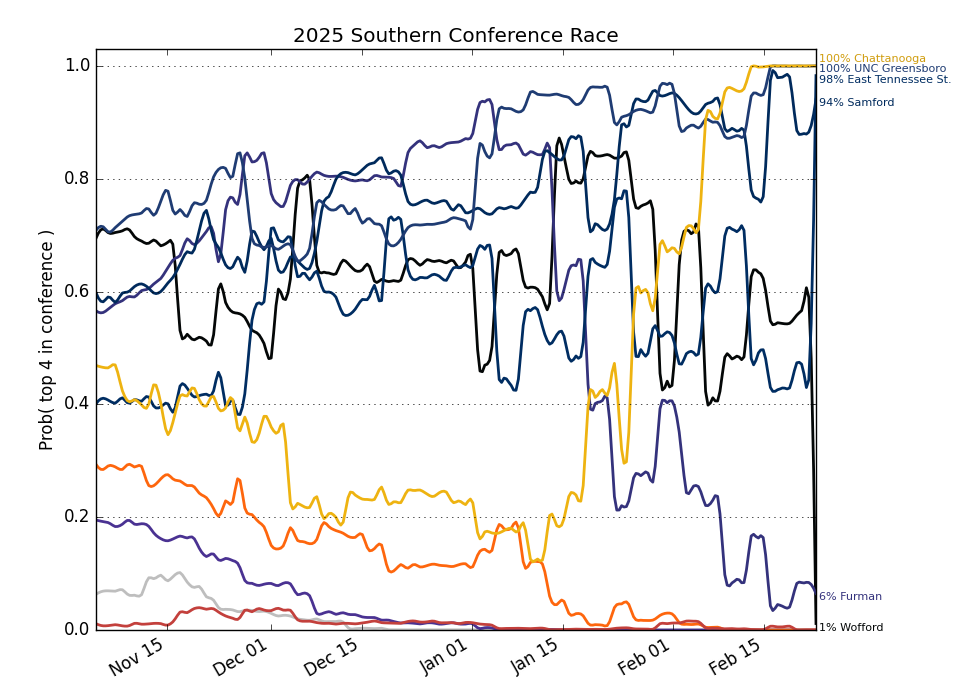 2025 Southern Conference Race
Prob( top 4 in conference )
1.0
0.8
0.6
0.4
0.2
0.0
Nov 15
Dec 01
Dec 15
Jan 01
Jan 15
Feb 01
Feb 15
100% Chattanooga
100% UNC Greensboro
98% East Tennessee St.
94% Samford
6% Furman
1% Wofford